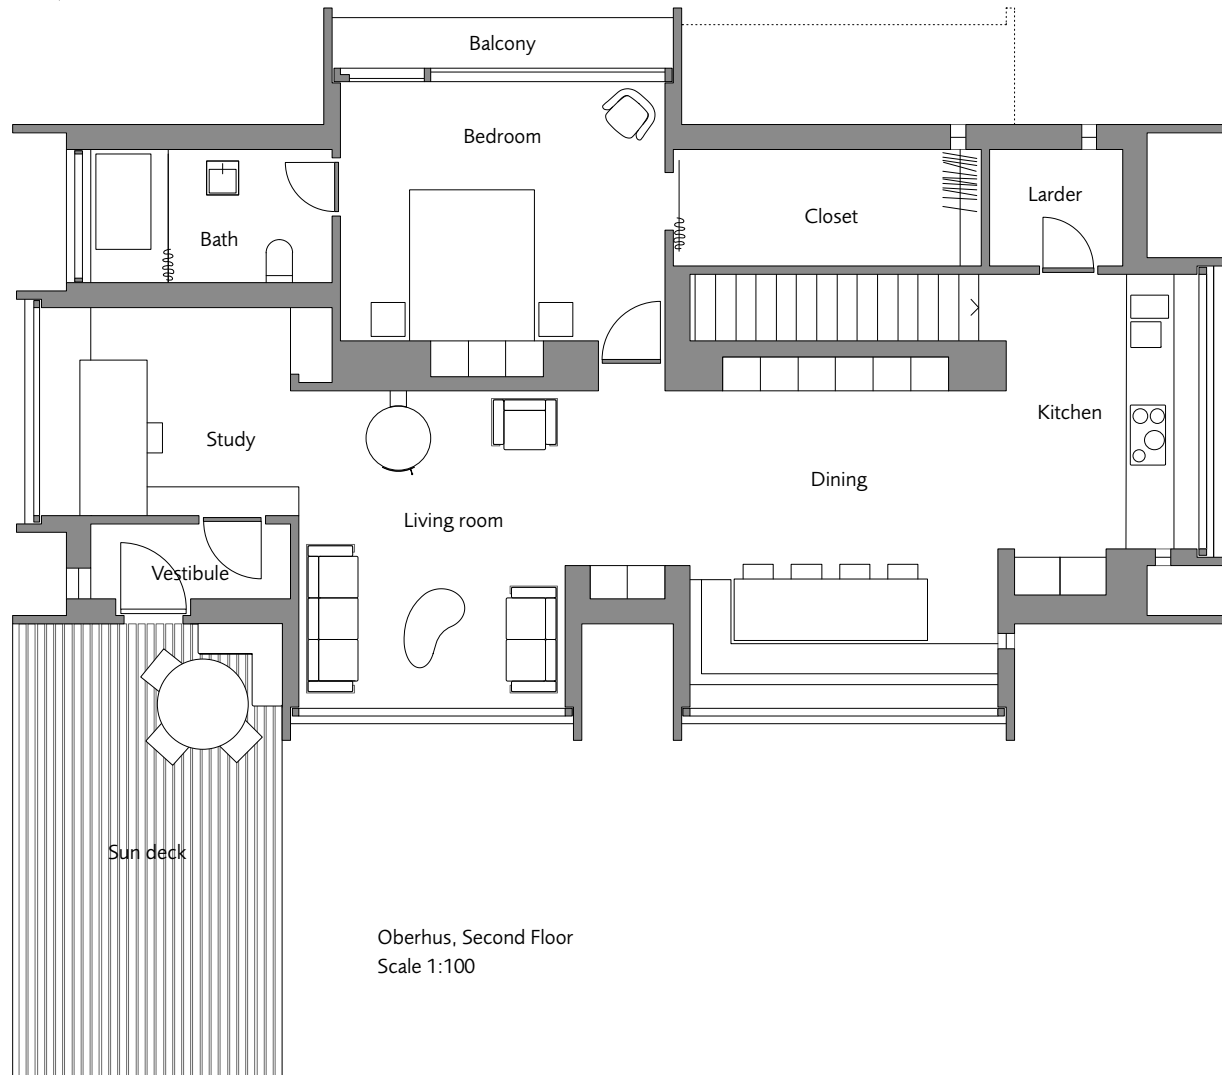 Balcony
Bedroom
Bath
Closet
Larder
Study
Kitchen
Dining
Living room
Vestibule
Sun deck
Oberhus, Second Floor
Scale 1:100